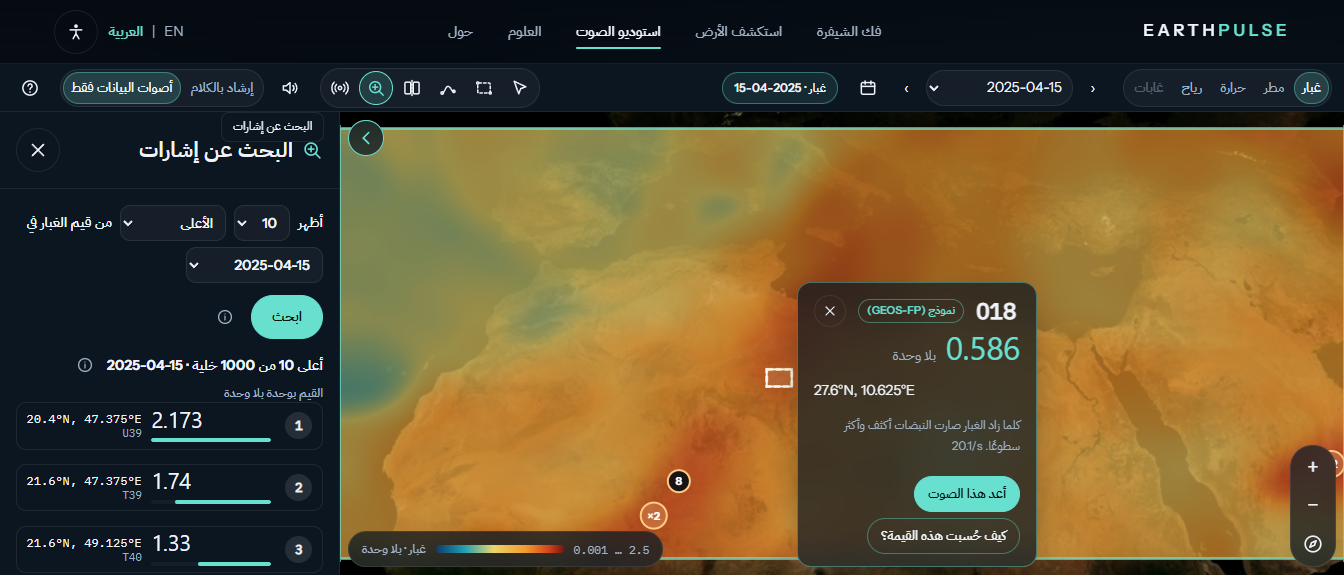 EARTHPULSE
فك الشيفرة
استكشف الأرض
استوديو الصوت
العلوم
حول
العربية | EN
غبار
مطر
حرارة
رياح
غابات
2025-04-15
غبار · 2025-04-15
إرشاد بالكلام
أصوات البيانات فقط
البحث عن إشارات
البحث عن إشارات
أظهر 10 الأعلى من قيم الغبار في
2025-04-15
ابحث
أعلى 10 من 1000 خلية · 2025-04-15
القيم بوحدة بلا وحدة
1 2.173 20.4°N, 47.375°E
U39
2 1.74 21.6°N, 47.375°E
T39
3 1.33 21.6°N, 49.125°E
T40
018 نموذج (GEOS-FP)
0.586 بلا وحدة
27.6°N, 10.625°E
كلما زاد الغبار صارت النبضات أكثف وأكثر
سطوعًا. 20.1/s
أعد هذا الصوت
كيف حُسبت هذه القيمة؟
8
×2
غبار · بلا وحدة 0.001 … 2.5